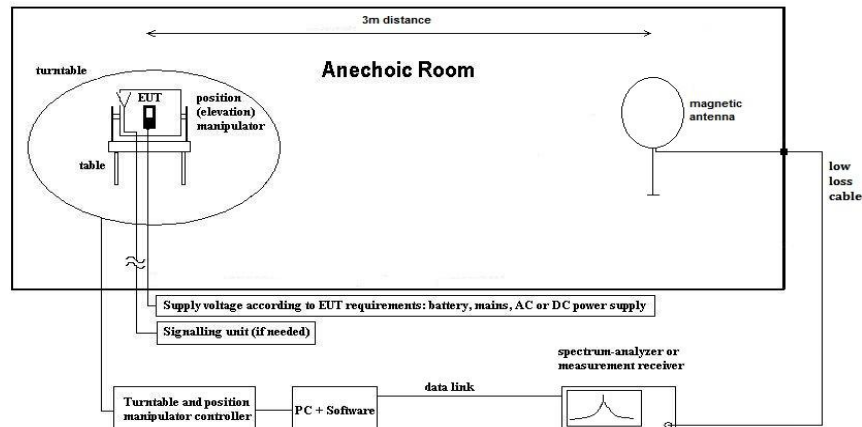 3m distance
Anechoic Room
turntable
EUT
position
(elevation)
manipulator
magnetic
antenna
table
low
loss
cable
Supply voltage according to EUT requirements: battery, mains, AC or DC power supply
Signalling unit (if needed)
spectrum-analyzer or
measurement receiver
data link
Turntable and position
manipulator controller
PC + Software